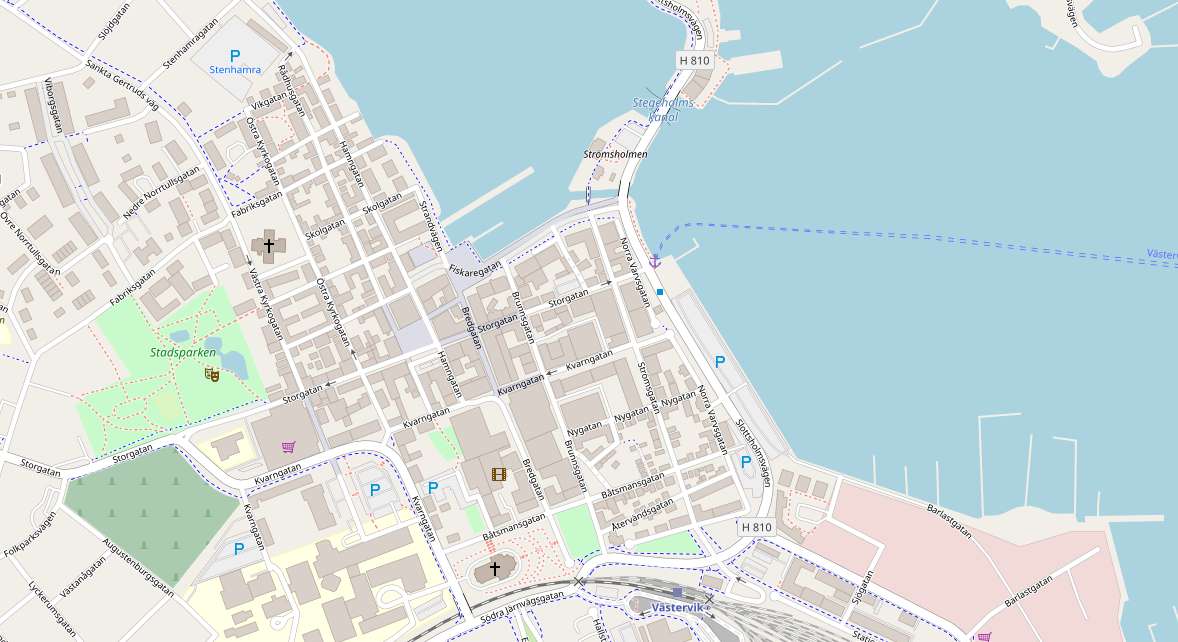 Slöjdgatan
Stenhamragatan
P
Stenhamra
Sankta Gertruds väg
Viborgsgatan
Vikgatan
Rådhusgatan
Östra Kyrkogatan
Hamngatan
H 810
Stegeholms
kanal
Strömsholmen
Nedre Norrtullsgatan
Övre Norrtullsgatan
Fabriksgatan
Skolgatan
Skolgatan
Strandvägen
Fiskaregatan
Norra Varvsgatan
Fabriksgatan
Västra Kyrkogatan
Östra Kyrkogatan
Storgatan
Storgatan
Brunnsgatan
Bredgatan
Stadsparken
Hamngatan
Kvarngatan
Kvarngatan
Strömsgatan
P
Storgatan
Kvarngatan
Nygatan
Nygatan
Nygatan
Norra Varvsgatan
Slottsholmsvägen
Storgatan
Storgatan
Kvarngatan
Brunnsgatan
Bredgatan
P
P
P
Båtsmansgatan
Återvändsgatan
Båtsmansgatan
Kvarngatan
Kvarngatan
P
H 810
Barlastgatan
Barlastgatan
Folkparksvägen
Augustenburgsgatan
Västanågatan
Lyckerumsgatan
Södra Järnvägsgatan
Västervik
Sjögatan